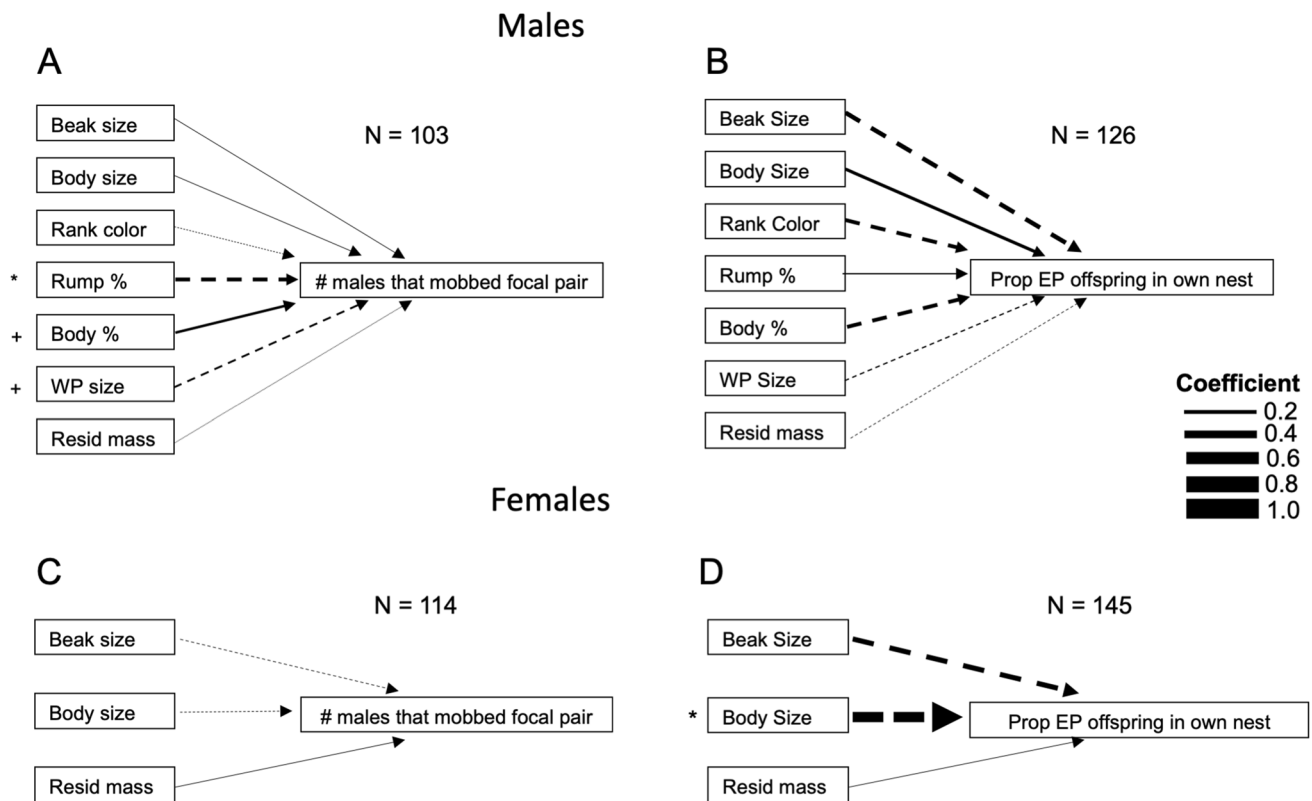 Males
A
Beak size
N = 103
Body size
Rank color
* Rump %
# males that mobbed focal pair
+ Body %
+ WP size
Resid mass
B
Beak Size
N = 126
Body Size
Rank Color
Rump %
Prop EP offspring in own nest
Body %
WP Size
Resid mass
Coefficient
0.2
0.4
0.6
0.8
1.0
Females
C
N = 114
Beak size
Body size
# males that mobbed focal pair
Resid mass
D
N = 145
Beak Size
* Body Size
Prop EP offspring in own nest
Resid mass